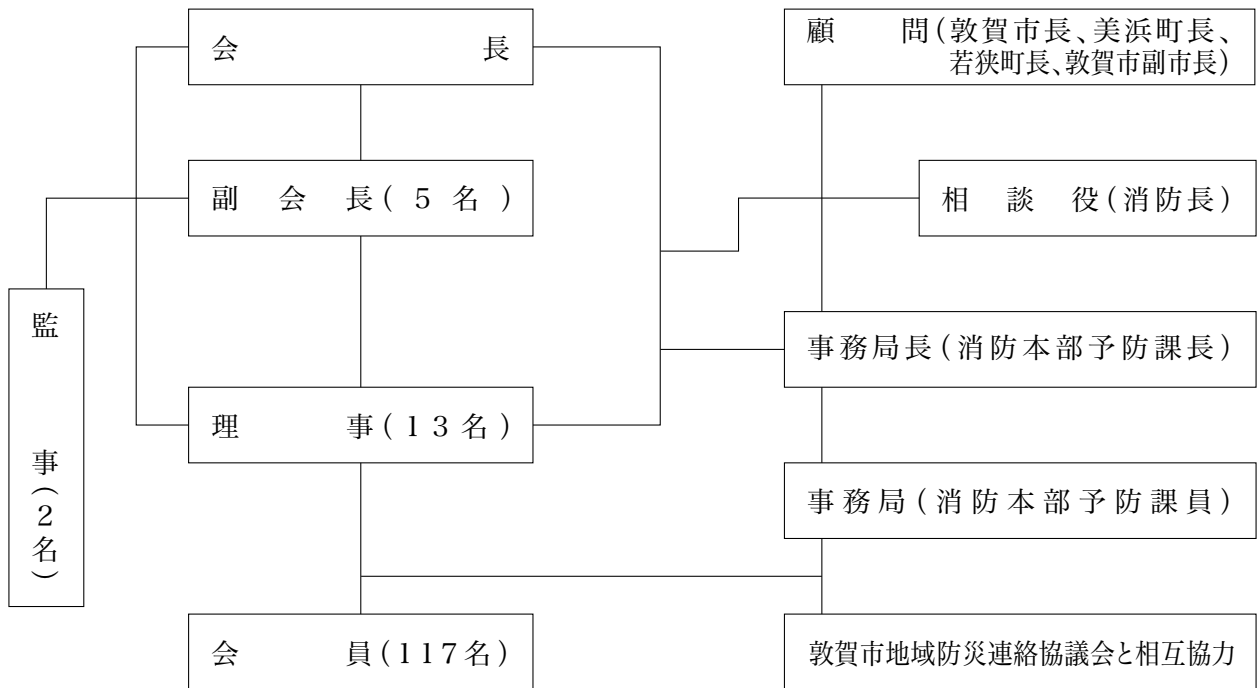 会長
顧問(敦賀市長、美浜町長、
若狭町長、敦賀市副市長)
副会長(5名)
相談役(消防長)
監事(2名)
事務局長(消防本部予防課長)
理事(13名)
事務局(消防本部予防課員)
会員(117名)
敦賀市地域防災連絡協議会と相互協力